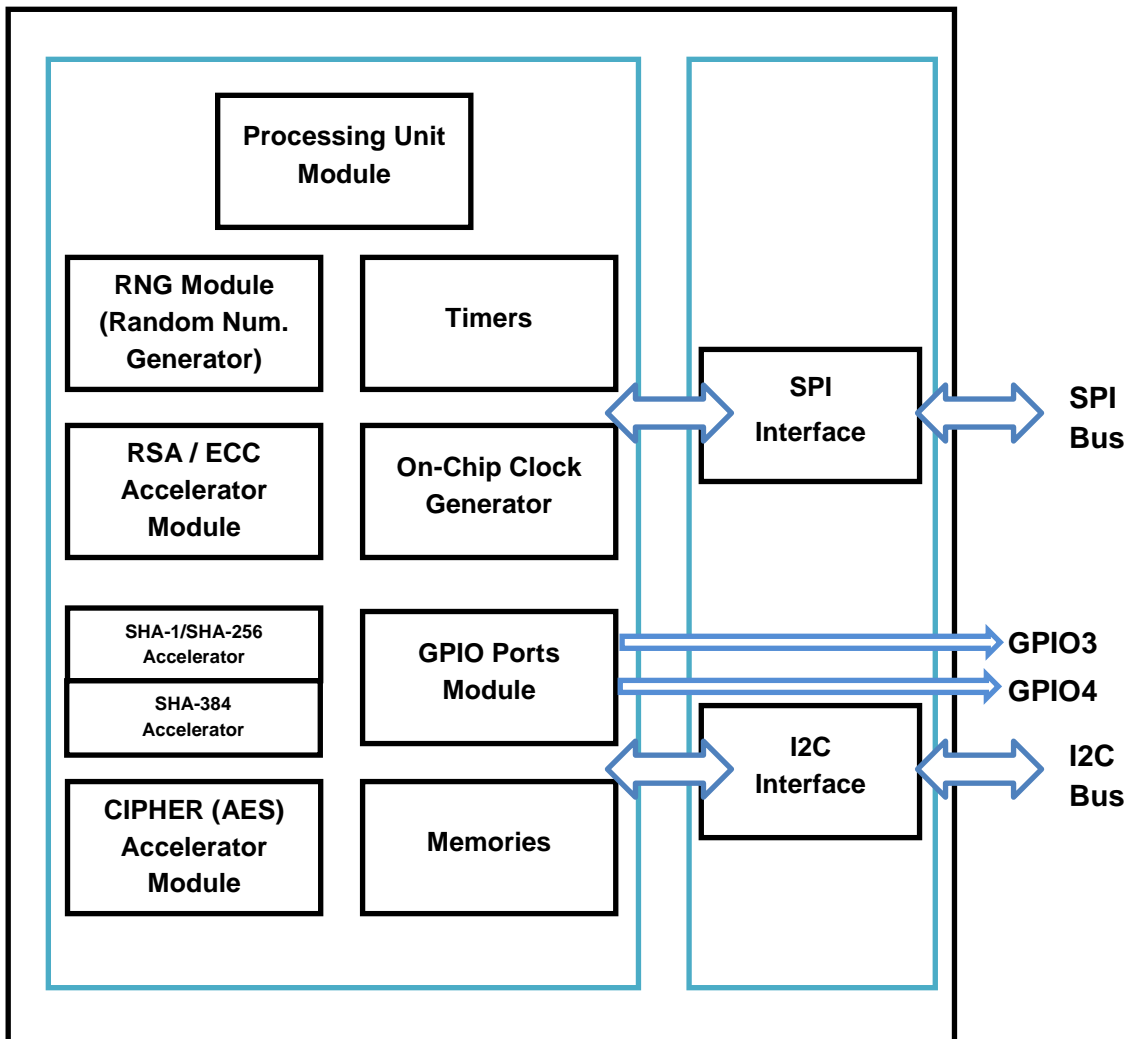 Processing Unit
Module
RNG Module
(Random Num.
Generator)
Timers
SPI
Interface
SPI
Bus
RSA / ECC
Accelerator
Module
On-Chip Clock
Generator
SHA-1/SHA-256
Accelerator
SHA-384
Accelerator
GPIO Ports
Module
GPIO3
GPIO4
I2C
Interface
I2C
Bus
CIPHER (AES)
Accelerator
Module
Memories